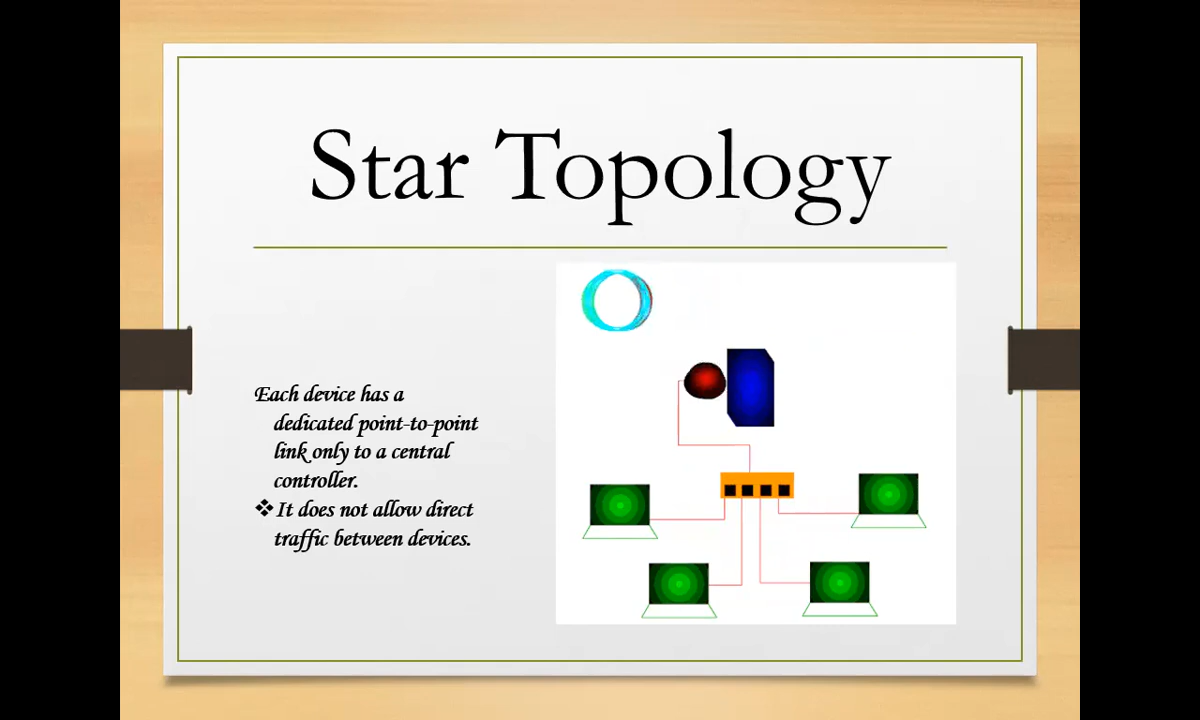 Star Topology
Each device has a
dedicated point-to-point
link only to a central
controller.
❖It does not allow direct
traffic between devices.